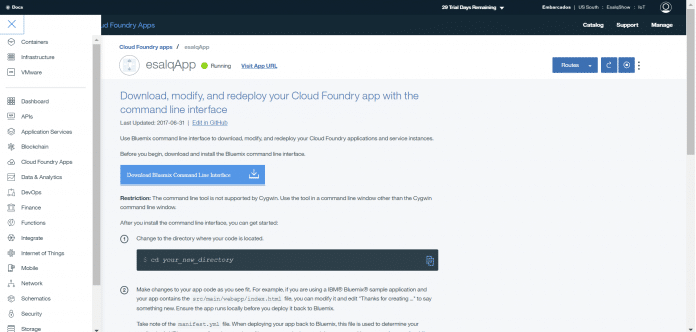 Docs
29 Trial Days Remaining
Embarcados | US South : EsalqShow : IoT
ud Foundry Apps
Catalog Support Manage
Containers
Infrastructure
VMware
Dashboard
APIs
Application Services
Blockchain
Cloud Foundry Apps
Data & Analytics
DevOps
Finance
Functions
Integrate
Internet of Things
Mobile
Network
Schematics
Security
Storage
Cloud Foundry apps / esalqApp
esalqApp Running Visit App URL
Routes
Download, modify, and redeploy your Cloud Foundry app with the
command line interface
Last Updated: 2017-08-31 | Edit in GitHub
Use Bluemix command line interface to download, modify, and redeploy your Cloud Foundry applications and service instances.
Before you begin, download and install the Bluemix command line interface.
Download Bluemix Command Line Interface
Restriction: The command line tool is not supported by Cygwin. Use the tool in a command line window other than the Cygwin
command line window.
After you install the command line interface, you can get started:
1 Change to the directory where your code is located.
$ cd your_new_directory
2 Make changes to your app code as you see fit. For example, if you are using a IBM® Bluemix® sample application and
your app contains the src/main/webapp/index.html file, you can modify it and edit "Thanks for creating ..." to say
something new. Ensure the app runs locally before you deploy it back to Bluemix.
Take note of the manifest.yml file. When deploying your app back to Bluemix, this file is used to determine your